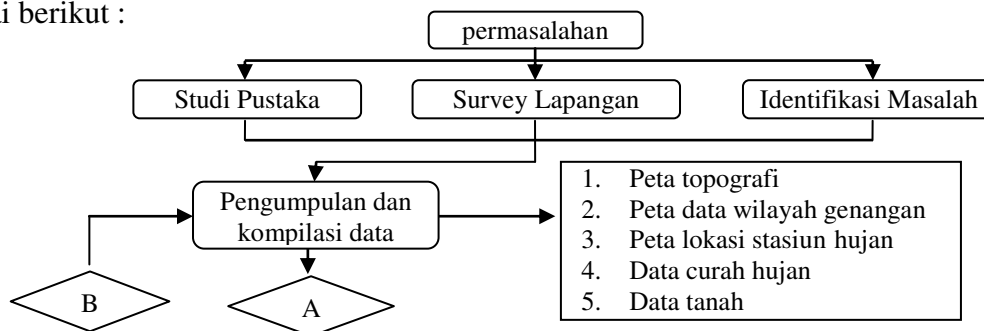 i berikut :
permasalahan
Studi Pustaka
Survey Lapangan
Identifikasi Masalah
Pengumpulan dan
kompilasi data
1. Peta topografi
2. Peta data wilayah genangan
3. Peta lokasi stasiun hujan
4. Data curah hujan
5. Data tanah
B
A